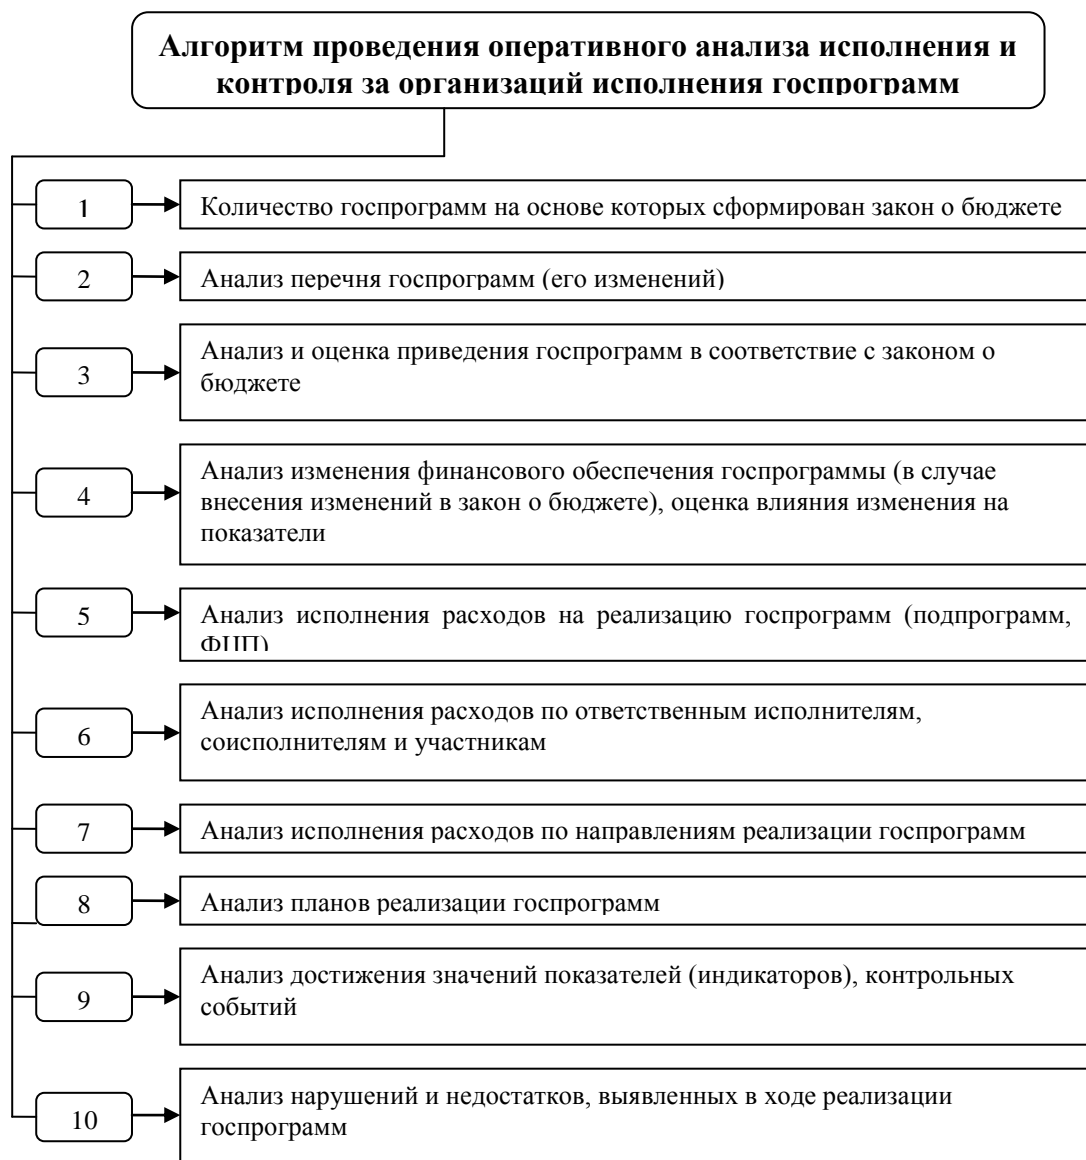 Алгоритм проведения оперативного анализа исполнения и
контроля за организаций исполнения госпрограмм
1
Количество госпрограмм на основе которых сформирован закон о бюджете
2
Анализ перечня госпрограмм (его изменений)
3
Анализ и оценка приведения госпрограмм в соответствие с законом о
бюджете
4
Анализ изменения финансового обеспечения госпрограммы (в случае
внесения изменений в закон о бюджете), оценка влияния изменения на
показатели
5
Анализ исполнения расходов на реализацию госпрограмм (подпрограмм,
ФЦП)
6
Анализ исполнения расходов по ответственным исполнителям,
соисполнителям и участникам
7
Анализ исполнения расходов по направлениям реализации госпрограмм
8
Анализ планов реализации госпрограмм
9
Анализ достижения значений показателей (индикаторов), контрольных
событий
10
Анализ нарушений и недостатков, выявленных в ходе реализации
госпрограмм